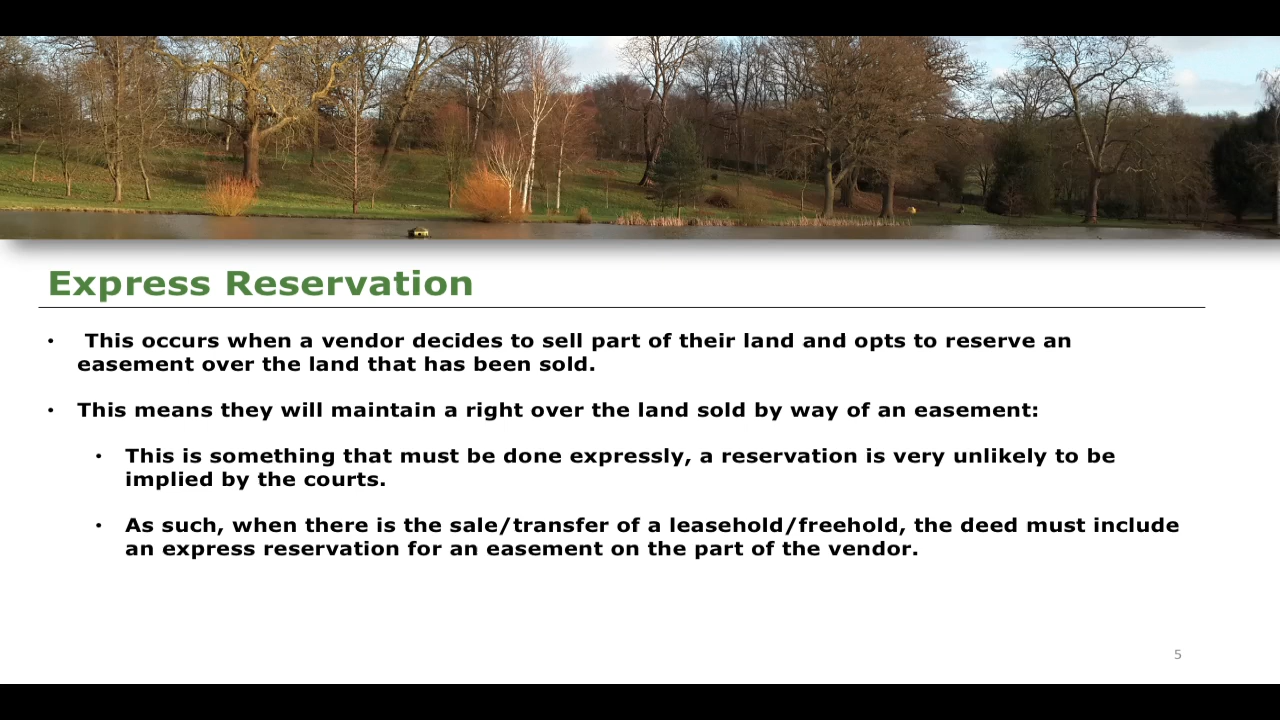 Express Reservation
• This occurs when a vendor decides to sell part of their land and opts to reserve an
easement over the land that has been sold.
• This means they will maintain a right over the land sold by way of an easement:
• This is something that must be done expressly, a reservation is very unlikely to be
implied by the courts.
• As such, when there is the sale/transfer of a leasehold/freehold, the deed must include
an express reservation for an easement on the part of the vendor.
5